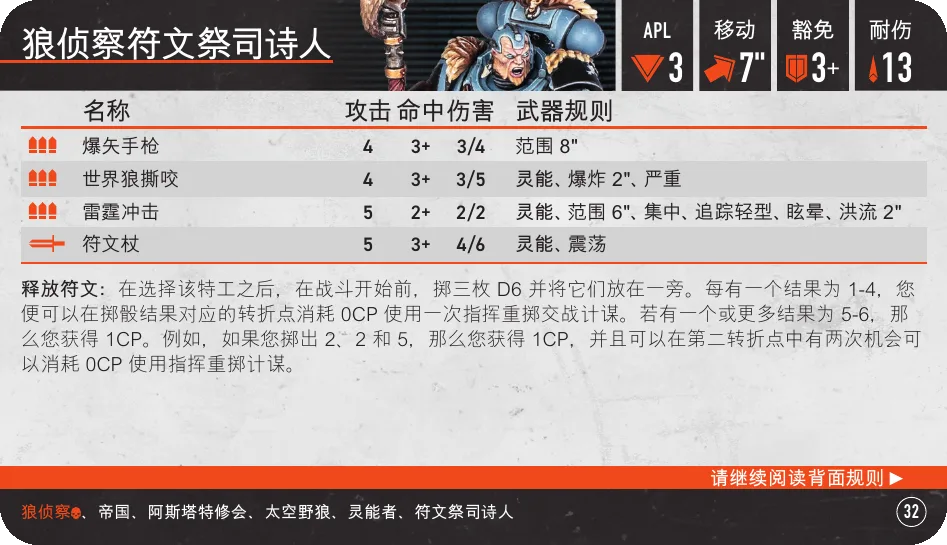 狼侦察符文祭司诗人
APL 移动 豁免 耐伤
3 7" 3+ 13
名称 攻击 命中 伤害 武器规则
爆矢手枪 4 3+ 3/4 范围 8"
世界狼撕咬 4 3+ 3/5 灵能、爆炸 2"、严重
雷霆冲击 5 2+ 2/2 灵能、范围 6"、集中、追踪轻型、眩晕、洪流 2"
符文杖 5 3+ 4/6 灵能、震荡
释放符文：在选择该特工之后，在战斗开始前，掷三枚 D6 并将它们放在一旁。每有一个结果为 1-4，您
便可以在掷骰结果对应的转折点消耗 0CP 使用一次指挥重掷交战计谋。若有一个或更多结果为 5-6，那
么您获得 1CP。例如，如果您掷出 2、2 和 5，那么您获得 1CP，并且可以在第二转折点中有两次机会可
以消耗 0CP 使用指挥重掷计谋。
请继续阅读背面规则 ▶
狼侦察、帝国、阿斯塔特修会、太空野狼、灵能者、符文祭司诗人
32